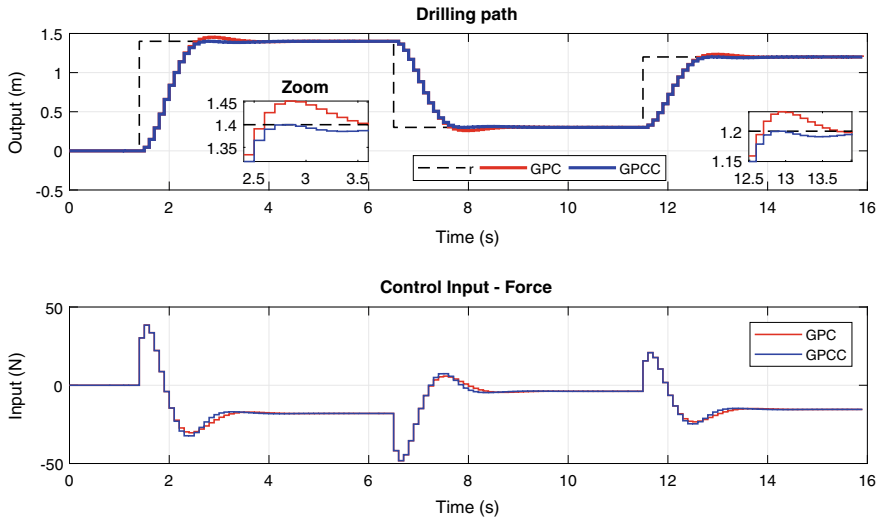 Drilling path
Output (m)
1.5
1
0.5
0
-0.5
Zoom
1.45
1.4
1.35
2.5 3 3.5
r GPC GPCC
1.2
1.15
12.5 13 13.5
0 2 4 6 8 10 12 14 16
Time (s)
Control Input - Force
Input (N)
50
0
-50
GPC
GPCC
0 2 4 6 8 10 12 14 16
Time (s)